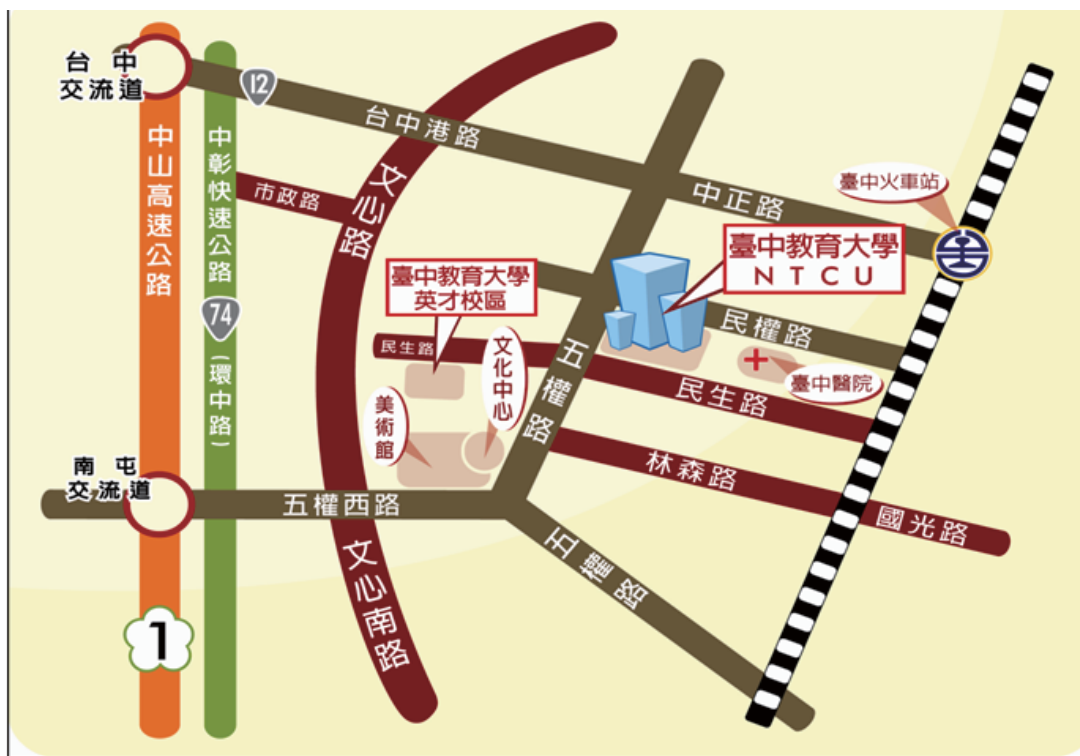 台 中
交流道
12
台中港路
中山高速公路
中彰快速公路
74
(環中路)
市政路
文心路
中正路
臺中火車站
臺中教育大學
NTCU
臺中教育大學
英才校區
民權路
民生路
文化中心
五權路
臺中醫院
民生路
美術館
林森路
南 屯
交流道
五權西路
國光路
文心南路
五權路
1